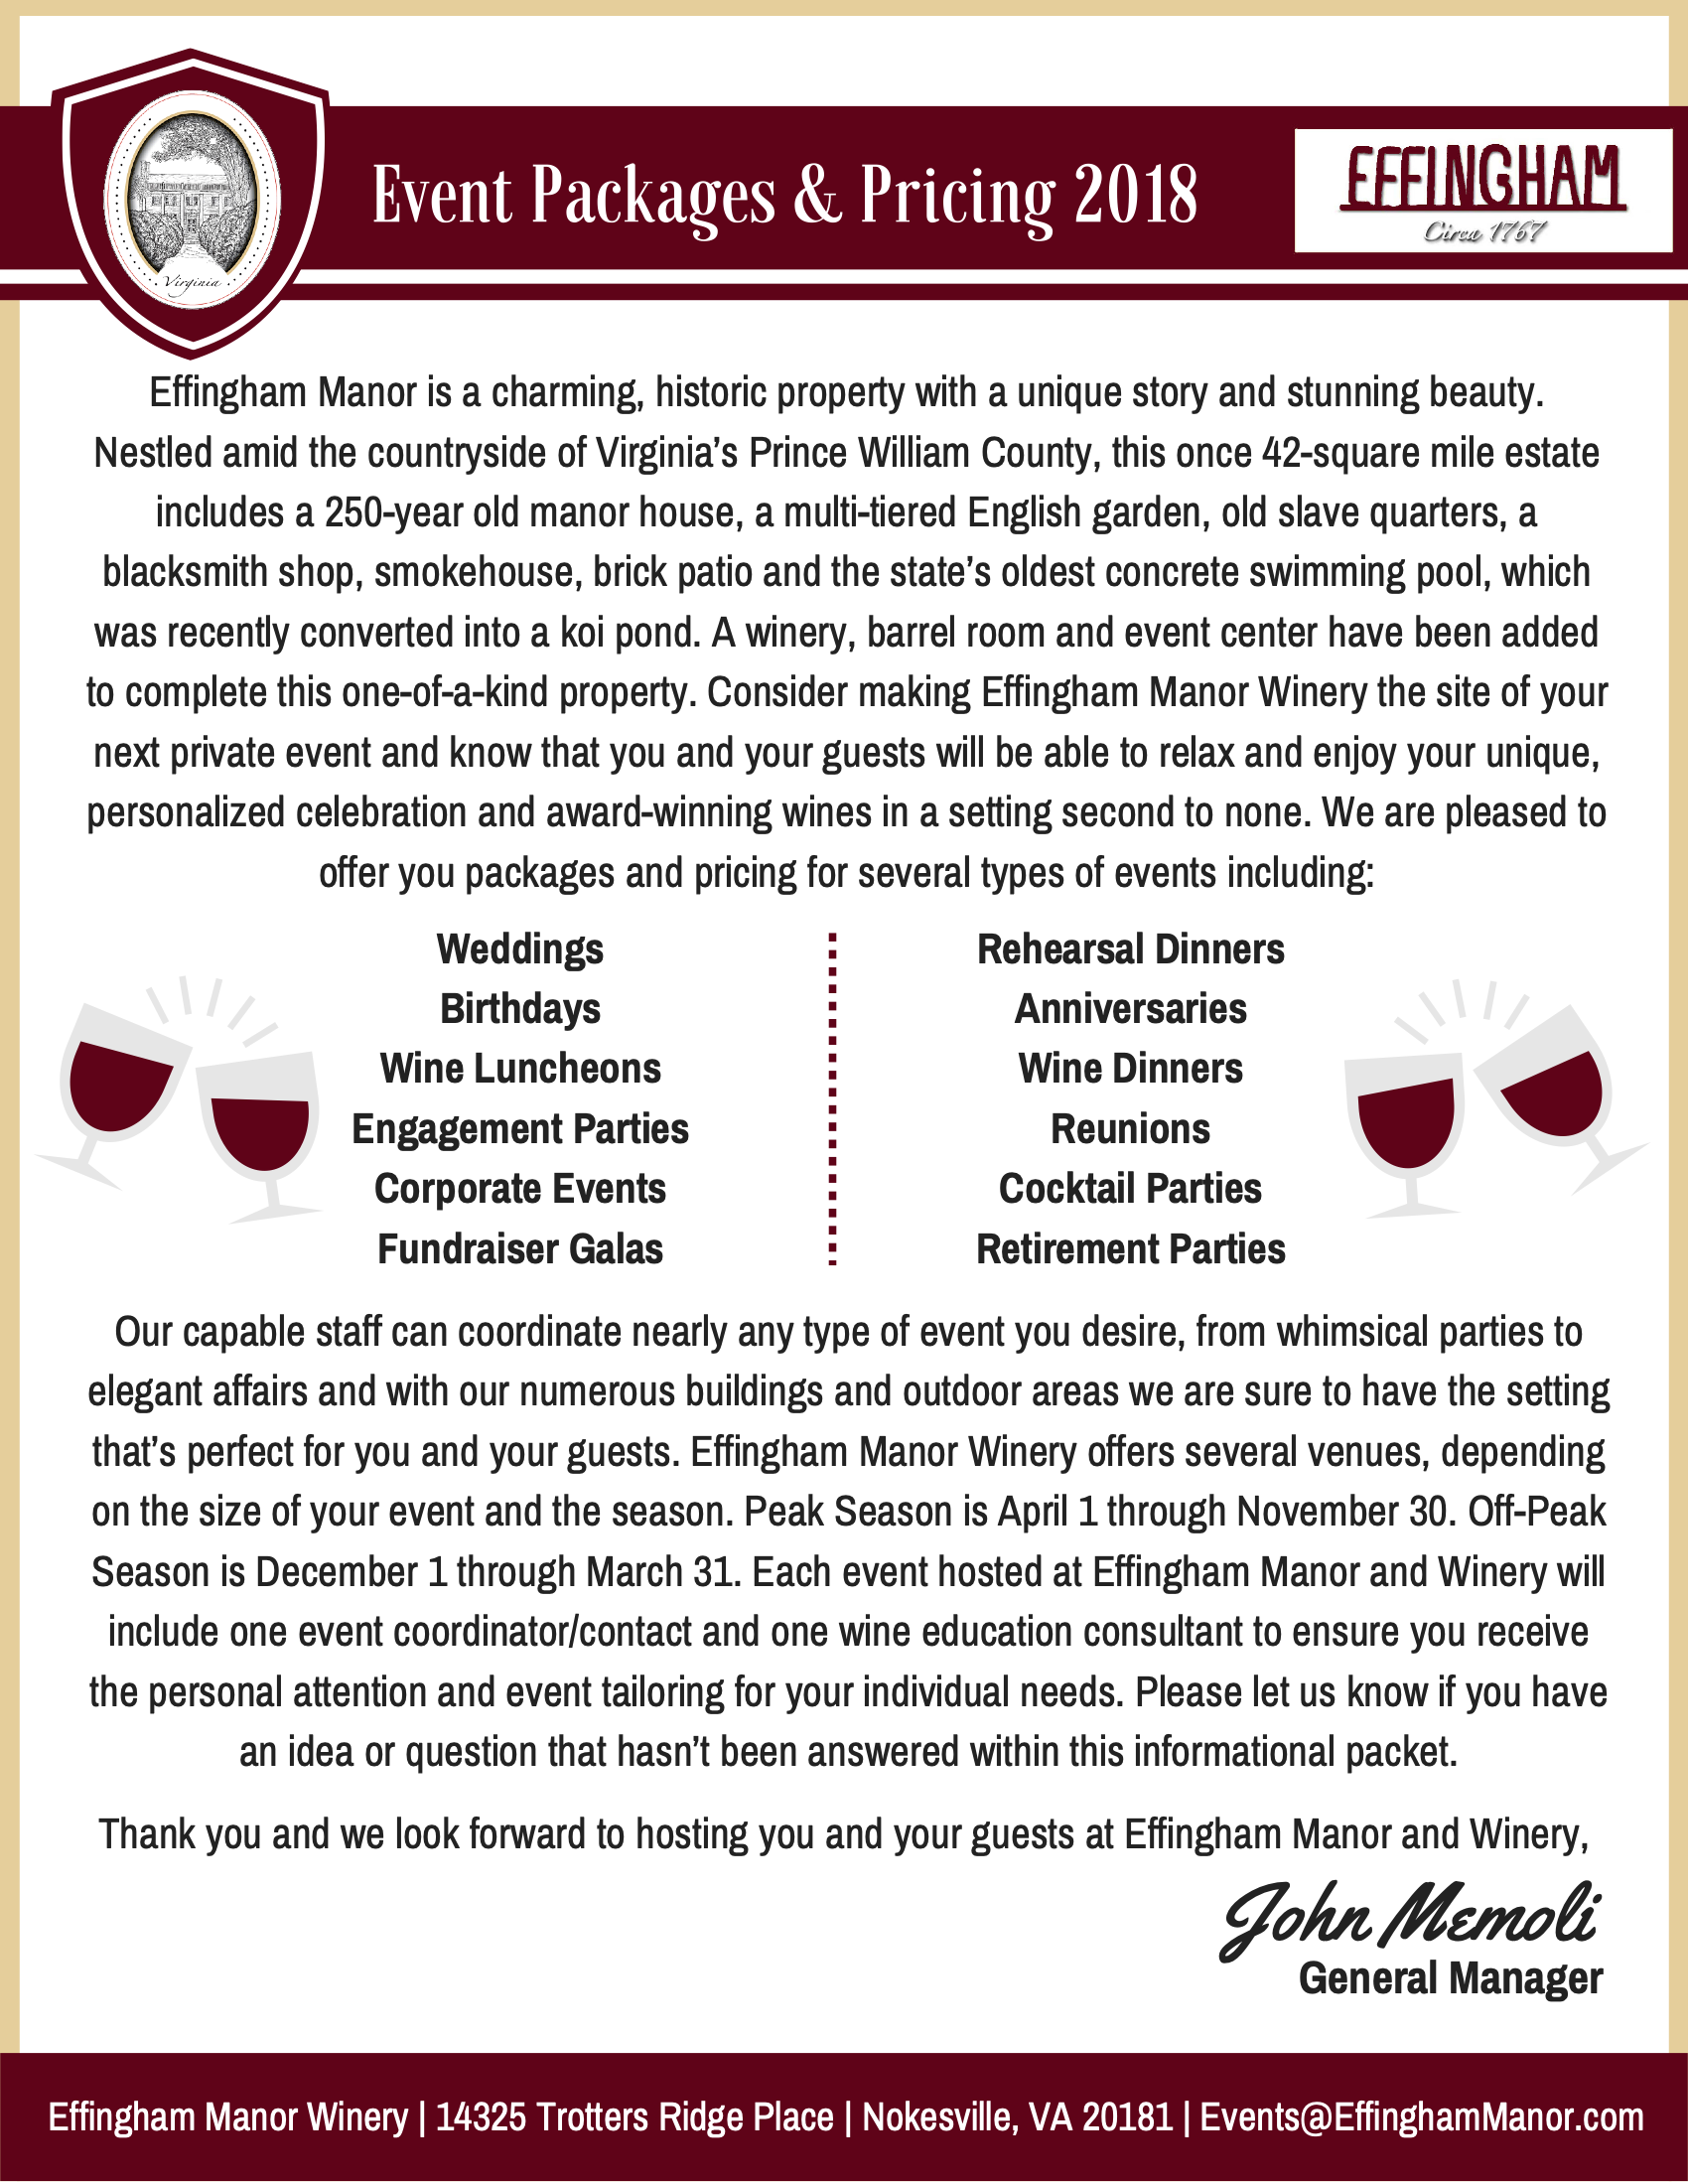 Event Packages & Pricing 2018
EFFINGHAM
Circa 1767
Virginia
Effingham Manor is a charming, historic property with a unique story and stunning beauty.
Nestled amid the countryside of Virginia’s Prince William County, this once 42-square mile estate
includes a 250-year old manor house, a multi-tiered English garden, old slave quarters, a
blacksmith shop, smokehouse, brick patio and the state’s oldest concrete swimming pool, which
was recently converted into a koi pond. A winery, barrel room and event center have been added
to complete this one-of-a-kind property. Consider making Effingham Manor Winery the site of your
next private event and know that you and your guests will be able to relax and enjoy your unique,
personalized celebration and award-winning wines in a setting second to none. We are pleased to
offer you packages and pricing for several types of events including:
Weddings
Birthdays
Wine Luncheons
Engagement Parties
Corporate Events
Fundraiser Galas
Rehearsal Dinners
Anniversaries
Wine Dinners
Reunions
Cocktail Parties
Retirement Parties
Our capable staff can coordinate nearly any type of event you desire, from whimsical parties to
elegant affairs and with our numerous buildings and outdoor areas we are sure to have the setting
that’s perfect for you and your guests. Effingham Manor Winery offers several venues, depending
on the size of your event and the season. Peak Season is April 1 through November 30. Off-Peak
Season is December 1 through March 31. Each event hosted at Effingham Manor and Winery will
include one event coordinator/contact and one wine education consultant to ensure you receive
the personal attention and event tailoring for your individual needs. Please let us know if you have
an idea or question that hasn’t been answered within this informational packet.
Thank you and we look forward to hosting you and your guests at Effingham Manor and Winery,
John Memoli
General Manager
Effingham Manor Winery | 14325 Trotters Ridge Place | Nokesville, VA 20181 | Events@EffinghamManor.com